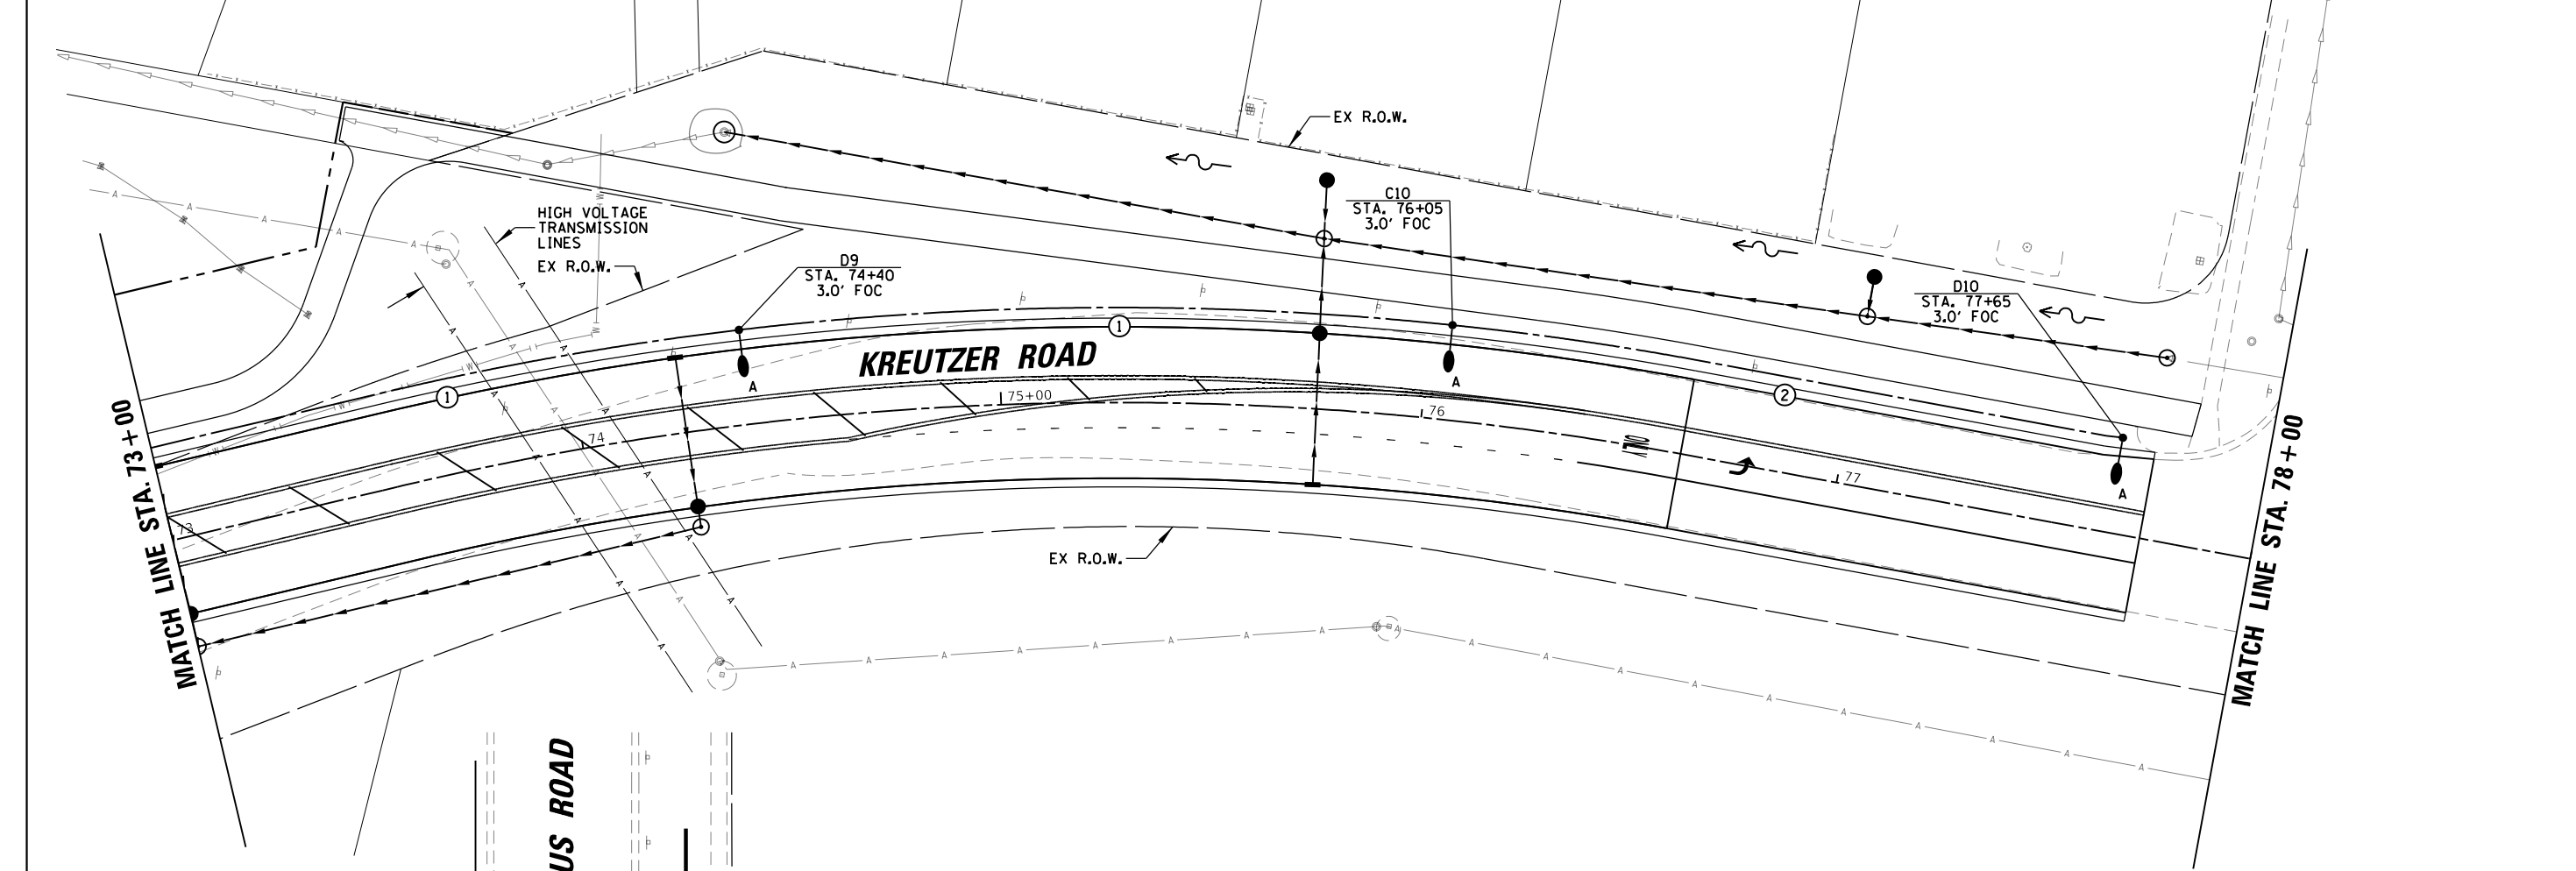 EX R.O.W.
C10
STA. 76+05
3.0' FOC
HIGH VOLTAGE
TRANSMISSION
LINES
EX R.O.W.
D9
STA. 74+40
3.0' FOC
D10
STA. 77+65
3.0' FOC
1
KREUTZER ROAD
A
A
1
2
A
75+00
76
74
77
73
ONLY
MATCH LINE STA. 73+00
MATCH LINE STA. 78+00
EX R.O.W.
US ROAD